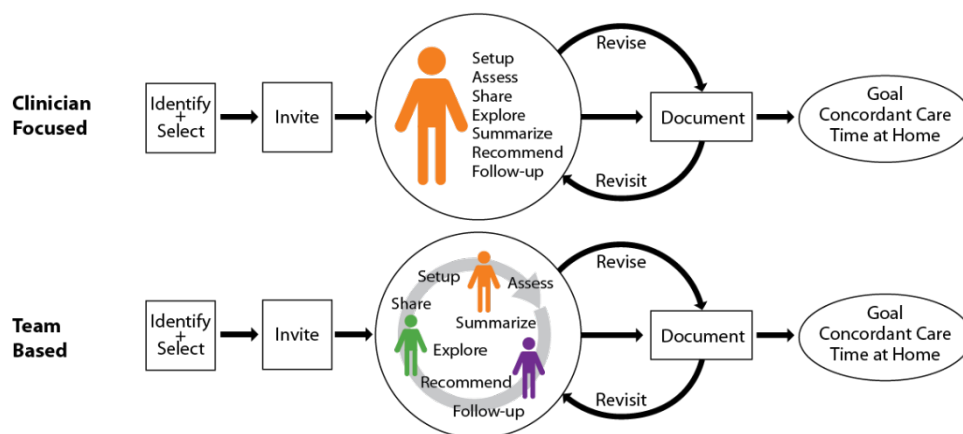 Clinician
Focused
Identify
+
Select
Invite
Setup
Assess
Share
Explore
Summarize
Recommend
Follow-up
Revise
Document
Revisit
Goal
Concordant Care
Time at Home
Team
Based
Identify
+
Select
Invite
Setup
Assess
Share
Summarize
Explore
Recommend
Follow-up
Revise
Document
Revisit
Goal
Concordant Care
Time at Home